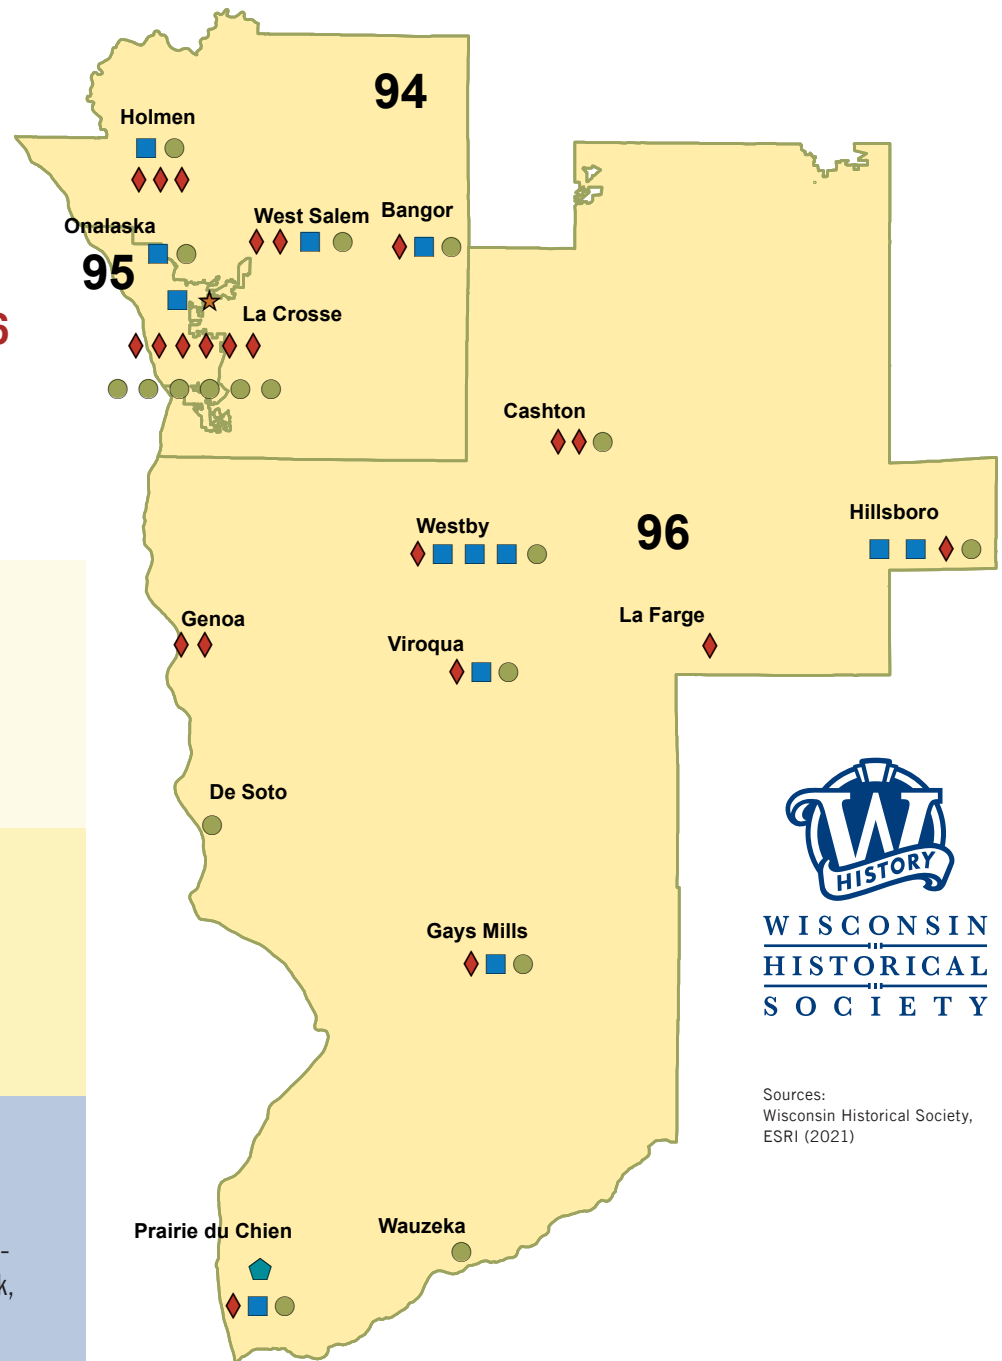 94
Holmen
Onalaska
West Salem
Bangor
95
6
La Crosse
Cashton
96
Hillsboro
Westby
Genoa
La Farge
Viroqua
De Soto
Gays Mills
W
HISTORY
WISCONSIN
HISTORICAL
SOCIETY
Sources:
Wisconsin Historical Society,
ESRI (2021)
Prairie du Chien
Wauzeka
-
k,